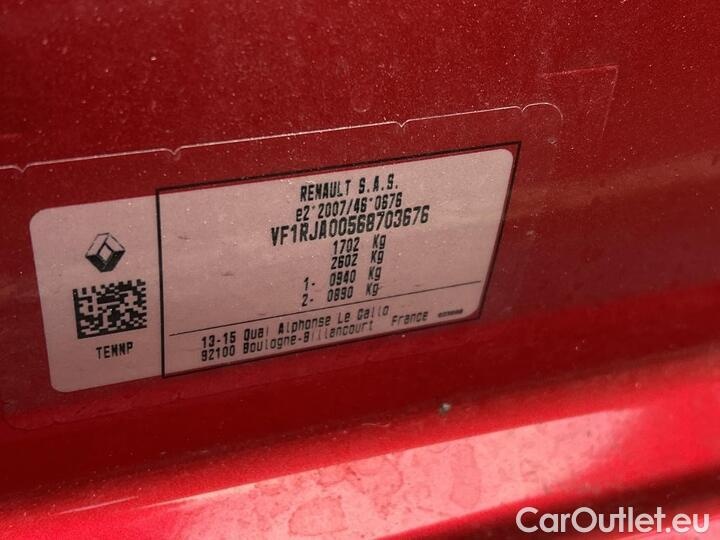 RENAULT S.A.S.
e2*2007/46*0676
VF1RJA00568703676
1702 Kg
2602 Kg
1- 0940 Kg
2- 0890 Kg
TEMNP
13-15 Quai Alphonse Le Gallo
92100 Boulogne-Billancourt France
CarOutlet.eu